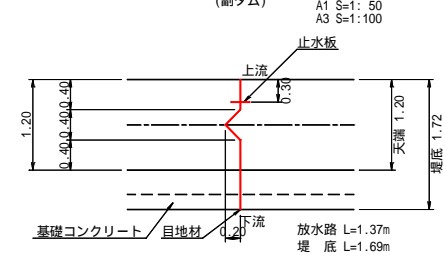 (副ダム)
A1 S=1: 50
A3 S=1:100
止水板
上流
0.30
0.40
0.40
0.40
1.20
天端 1.20
堤底 1.72
基礎コンクリート
目地材
0.20
下流
放水路 L=1.37m
堤 底 L=1.69m